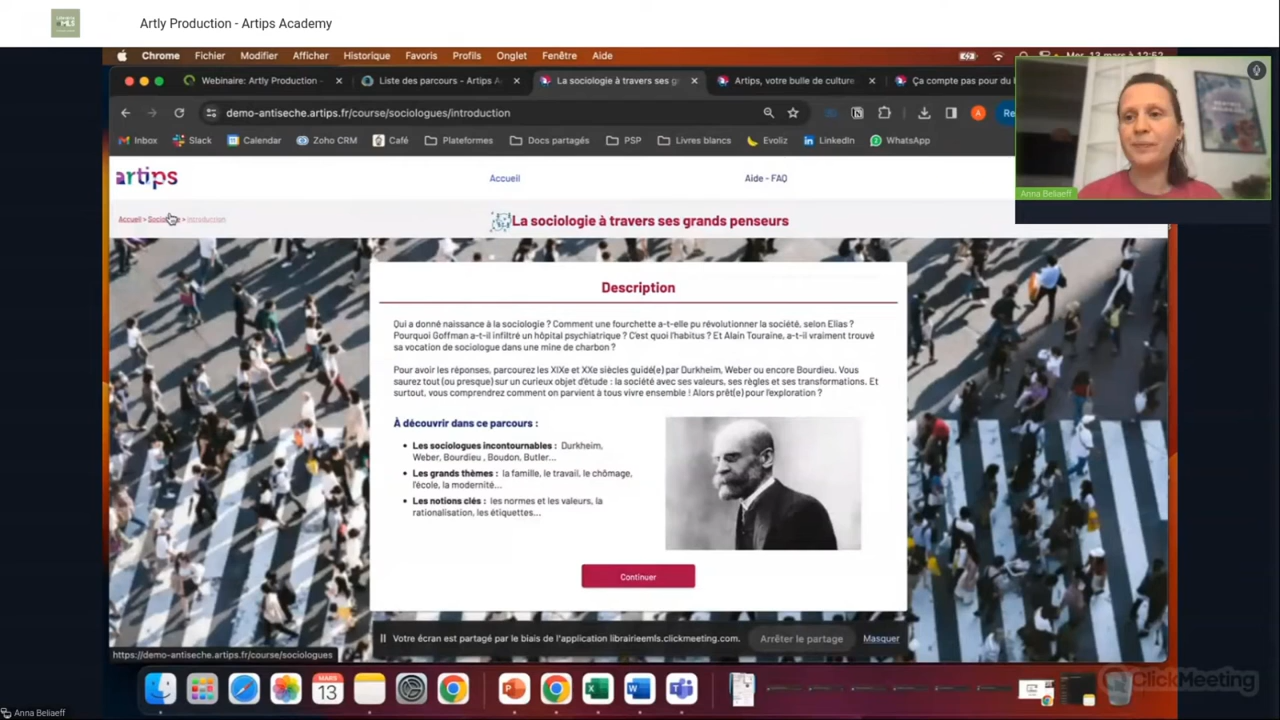 Artly Production - Artips Academy
Chrome Fichier Modifier Afficher Historique Favoris Profils Onglet Fenêtre Aide
Mer. 13 mars à 12:52
Webinaire: Artly Production -
Liste des parcours - Artips A
La sociologie à travers ses g
Artips, votre bulle de culture
Ça compte pas pour du
demo-antiseche.artips.fr/course/sociologues/introduction
A
Re
Inbox Slack Calendar Zoho CRM Café Plateformes Docs partagés PSP Livres blancs Evoliz LinkedIn WhatsApp
Anna Beliaeff
artips
Accueil
Aide - FAQ
Accueil > > Introduction
La sociologie à travers ses grands penseurs
Description
Qui a donné naissance à la sociologie ? Comment une fourchette a-t-elle pu révolutionner la société, selon Elias ?
Pourquoi Goffman a-t-il infiltré un hôpital psychiatrique ? C'est quoi l'habitus ? Et Alain Touraine, a-t-il vraiment trouvé
sa vocation de sociologue dans une mine de charbon ?
Pour avoir les réponses, parcourez les XIXe et XXe siècles guidé(e) par Durkheim, Weber ou encore Bourdieu. Vous
saurez tout (ou presque) sur un curieux objet d'étude : la société avec ses valeurs, ses règles et ses transformations. Et
surtout, vous comprendrez comment on parvient à tous vivre ensemble ! Alors prêt(e) pour l'exploration ?
À découvrir dans ce parcours :
Les sociologues incontournables : Durkheim,
Weber, Bourdieu , Boudon, Butler...
Les grands thèmes : la famille, le travail, le chômage,
l'école, la modernité...
Les notions clés : les normes et les valeurs, la
rationalisation, les étiquettes...
Continuer
Votre écran est partagé par le biais de l'application librairieemls.clickmeeting.com.
Arrêter le partage
Masquer
https://demo-antiseche.artips.fr/course/sociologues
MARS
13
ClickMeeting
Anna Beliaeff